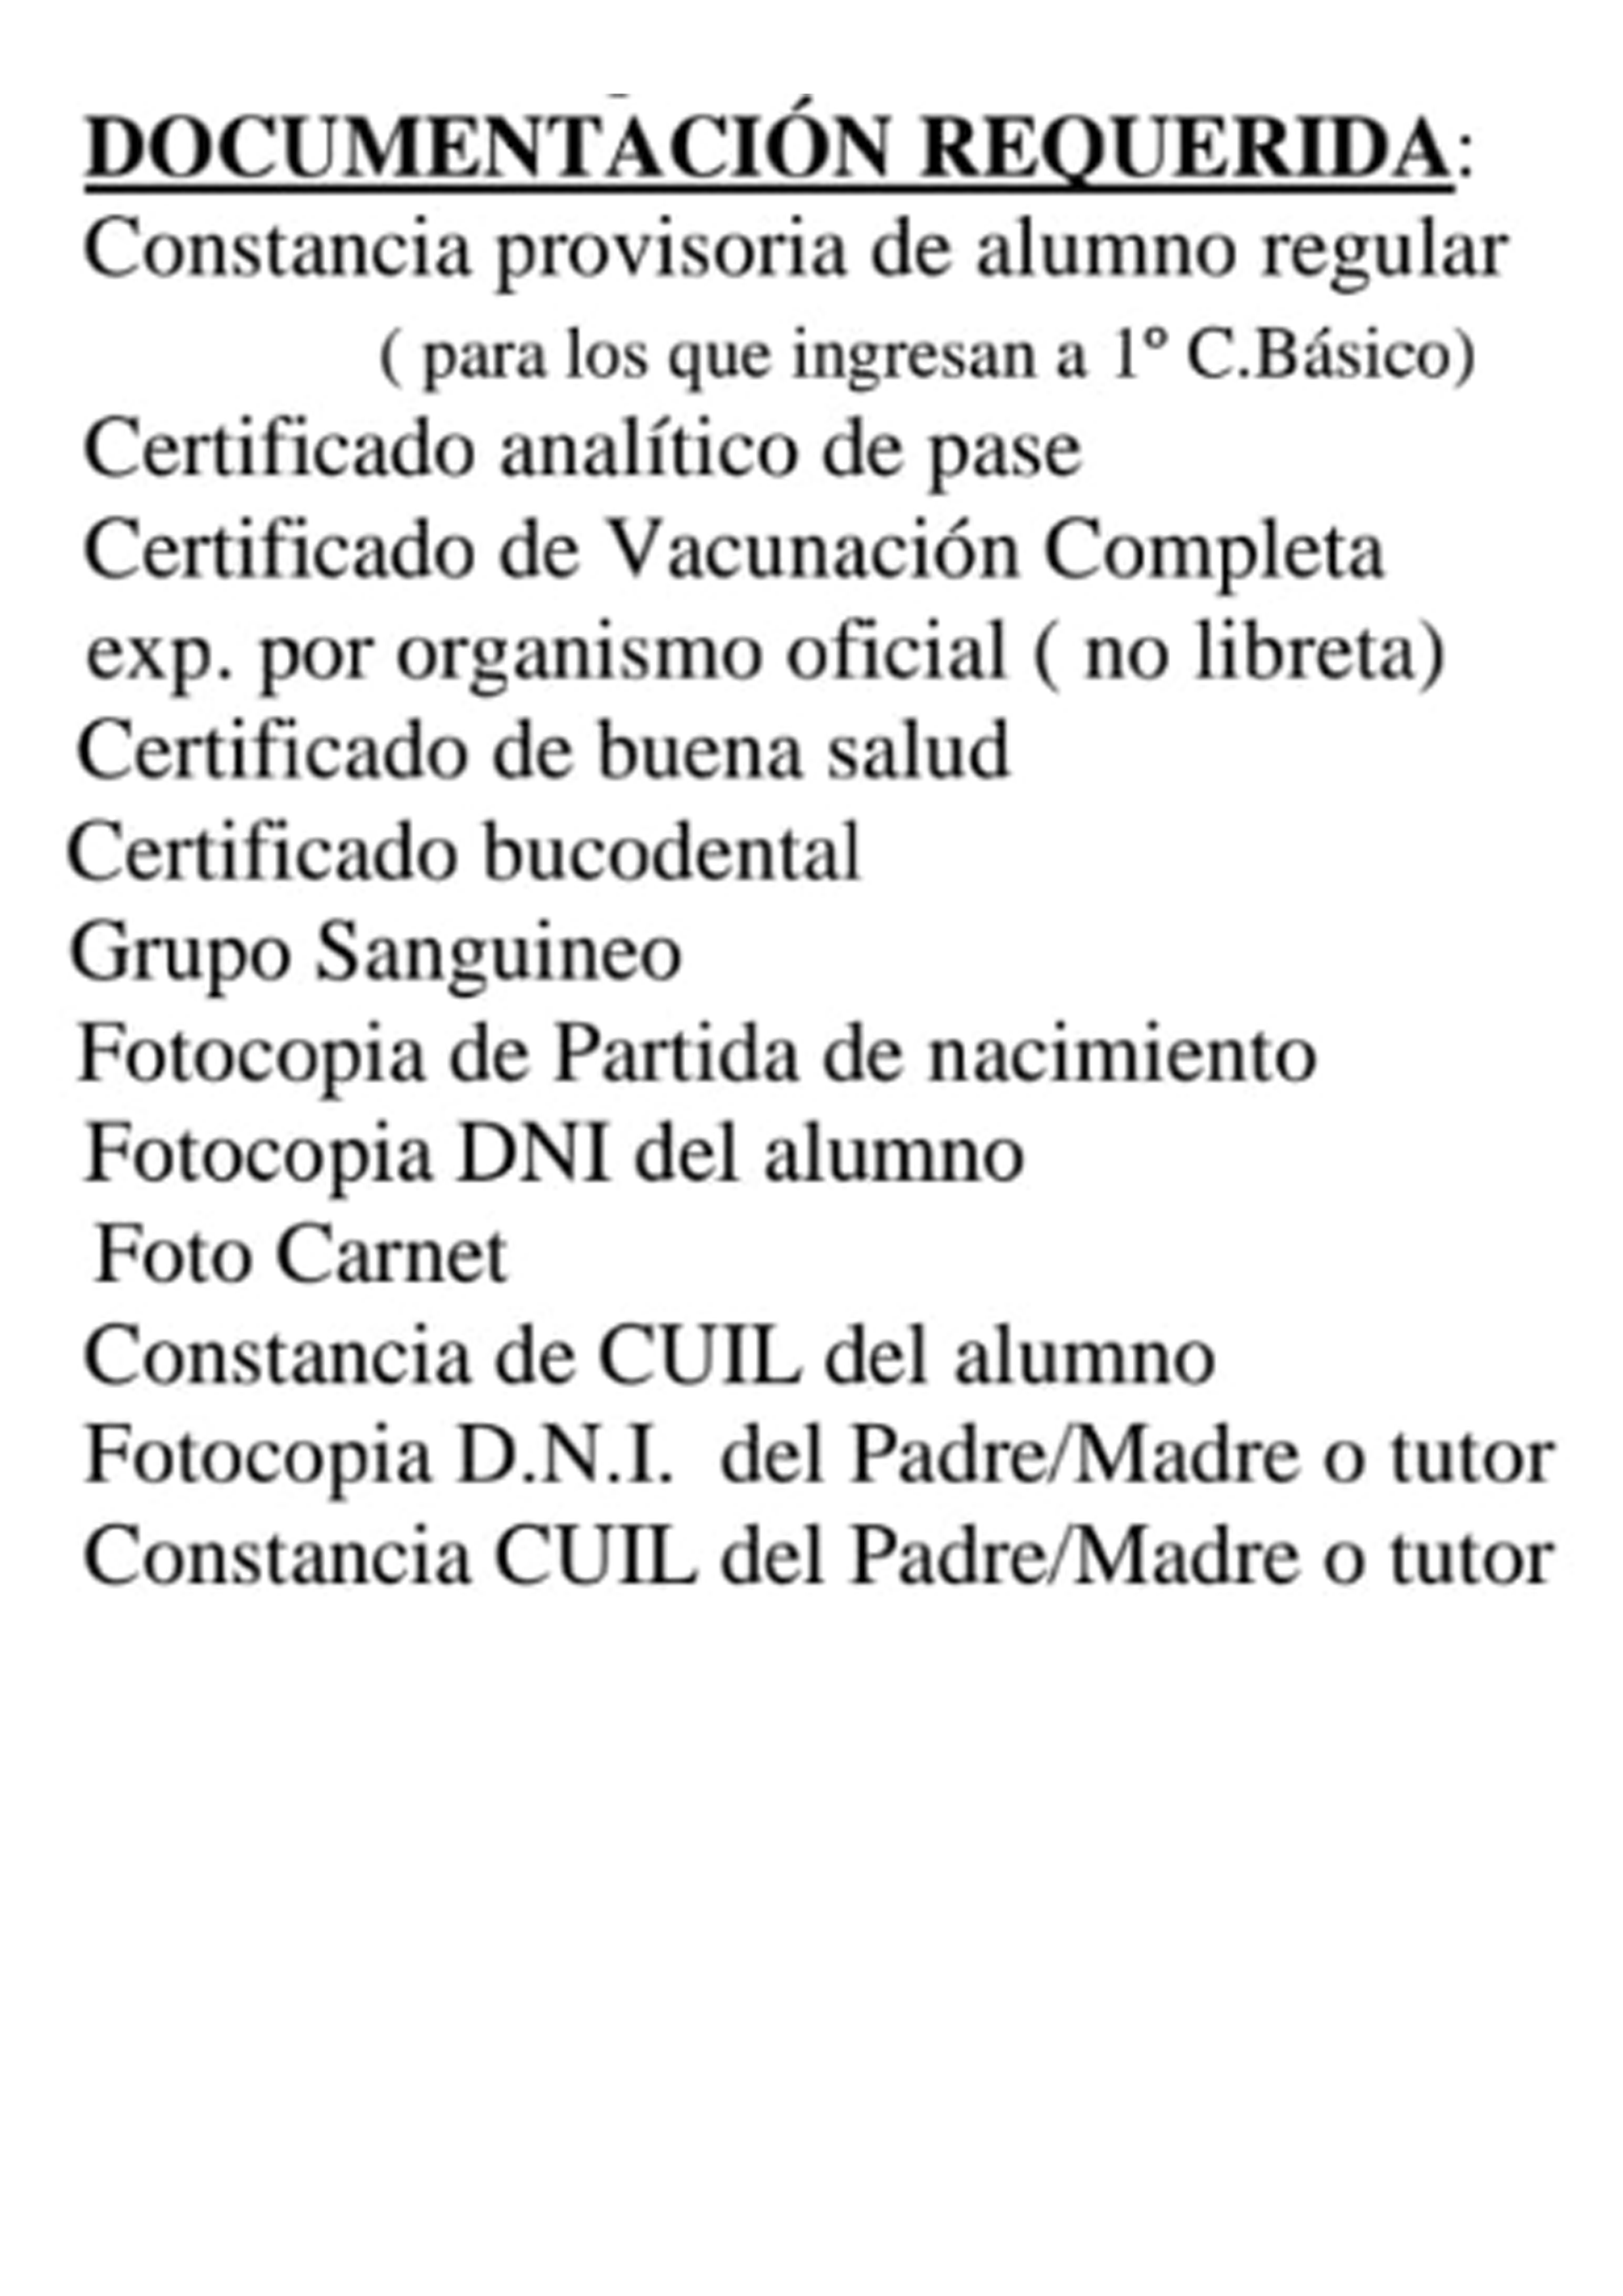 DOCUMENTACIÓN REQUERIDA:
Constancia provisoria de alumno regular
( para los que ingresan a 1º C.Básico)
Certificado analítico de pase
Certificado de Vacunación Completa
exp. por organismo oficial ( no libreta)
Certificado de buena salud
Certificado bucodental
Grupo Sanguineo
Fotocopia de Partida de nacimiento
Fotocopia DNI del alumno
Foto Carnet
Constancia de CUIL del alumno
Fotocopia D.N.I.  del Padre/Madre o tutor
Constancia CUIL del Padre/Madre o tutor